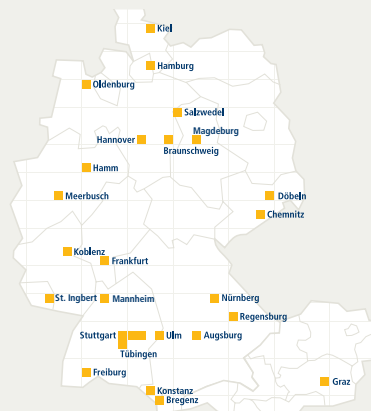 Kiel
Hamburg
Oldenburg
Salzwedel
Magdeburg
Hannover
Braunschweig
Hamm
Meerbusch
Döbeln
Chemnitz
Koblenz
Frankfurt
St. Ingbert
Mannheim
Nürnberg
Regensburg
Stuttgart
Ulm
Augsburg
Tübingen
Freiburg
Graz
Konstanz
Bregenz